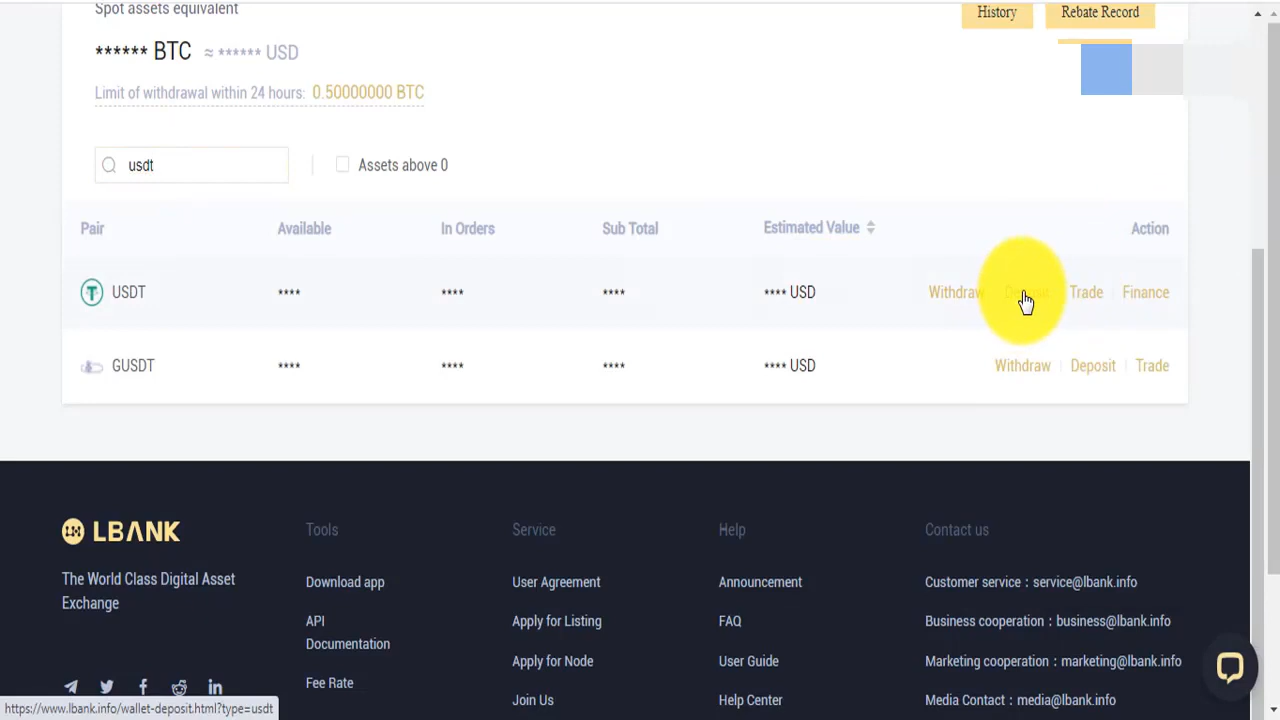 Spot assets equivalent
History
Rebate Record
****** BTC ≈ ****** USD
Limit of withdrawal within 24 hours: 0.50000000 BTC
usdt
Assets above 0
Pair Available In Orders Sub Total Estimated Value Action
USDT **** **** **** **** USD Withdraw Deposit Trade Finance
GUSDT **** **** **** **** USD Withdraw Deposit Trade
LBANK
The World Class Digital Asset
Exchange
Tools
Download app
API
Documentation
Fee Rate
Service
User Agreement
Apply for Listing
Apply for Node
Join Us
Help
Announcement
FAQ
User Guide
Help Center
Contact us
Customer service : service@lbank.info
Business cooperation : business@lbank.info
Marketing cooperation : marketing@lbank.info
Media Contact : media@lbank.info
https://www.lbank.info/wallet-deposit.html?type=usdt